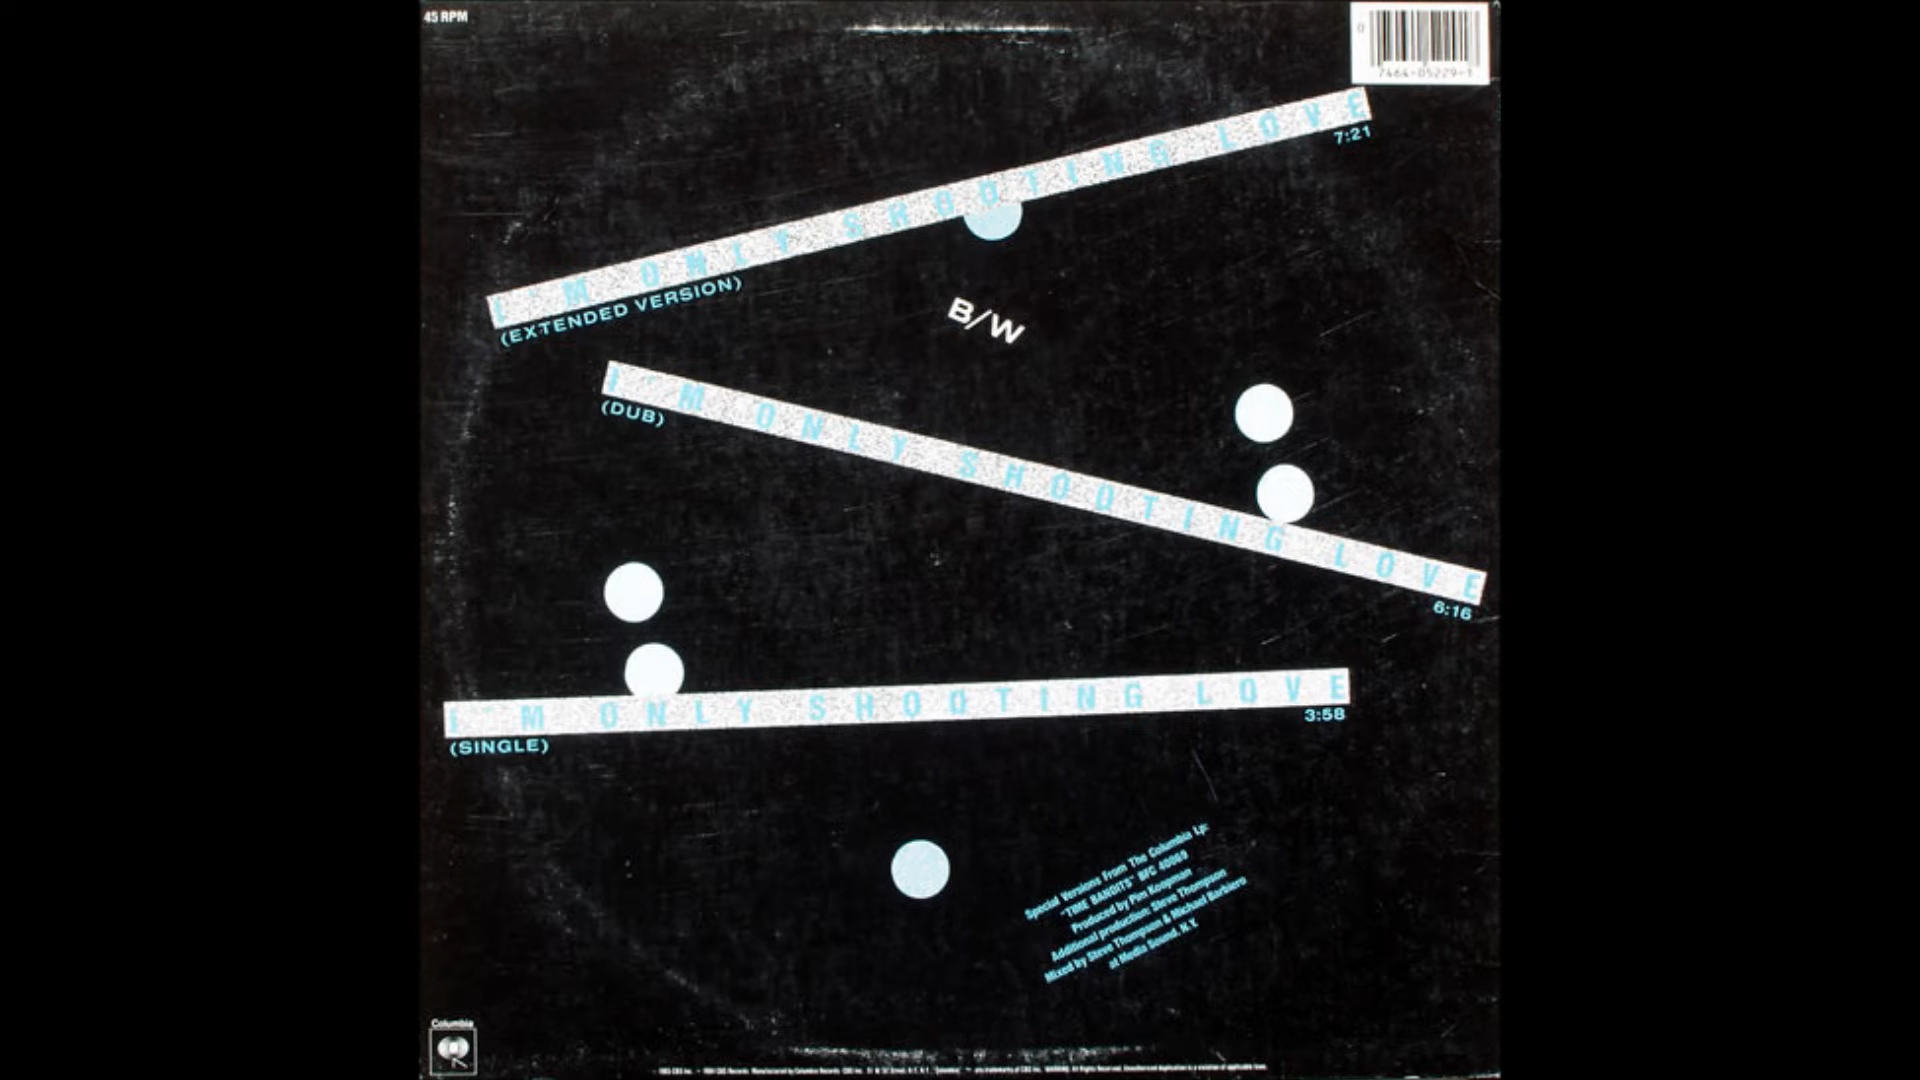 45 RPM
0
7464-05229-1
I'M ONLY SHOOTING LOVE
7:21
(EXTENDED VERSION)
B/W
I'M ONLY SHOOTING LOVE
(DUB)
6:16
I'M ONLY SHOOTING LOVE
3:58
(SINGLE)
Special Versions From The Columbia Lp:
"TIME BANDITS" BFC 40069
Produced by Pim Koopman
Additional production: Steve Thompson
Mixed by Steve Thompson & Michael Barbiero
at Media Sound, N.Y.
Columbia